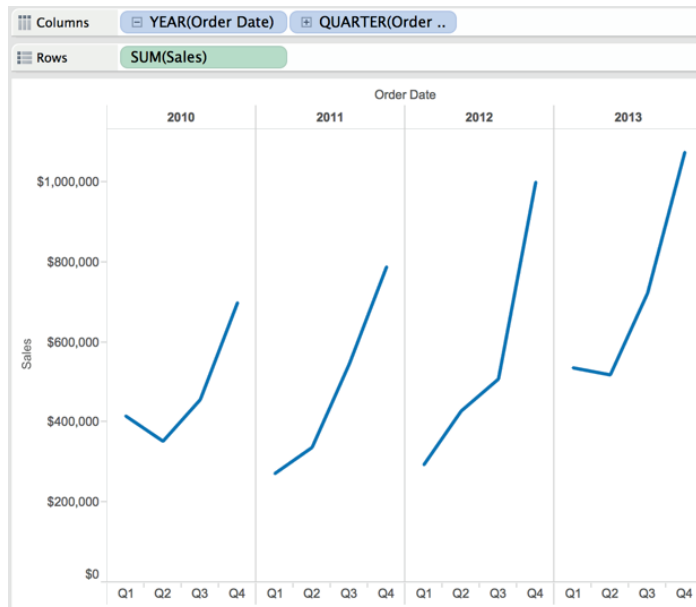 Columns YEAR(Order Date) QUARTER(Order ..
Rows SUM(Sales)
Order Date
2010 2011 2012 2013
$1,000,000
$800,000
$600,000
Sales
$400,000
$200,000
$0
Q1 Q2 Q3 Q4 Q1 Q2 Q3 Q4 Q1 Q2 Q3 Q4 Q1 Q2 Q3 Q4